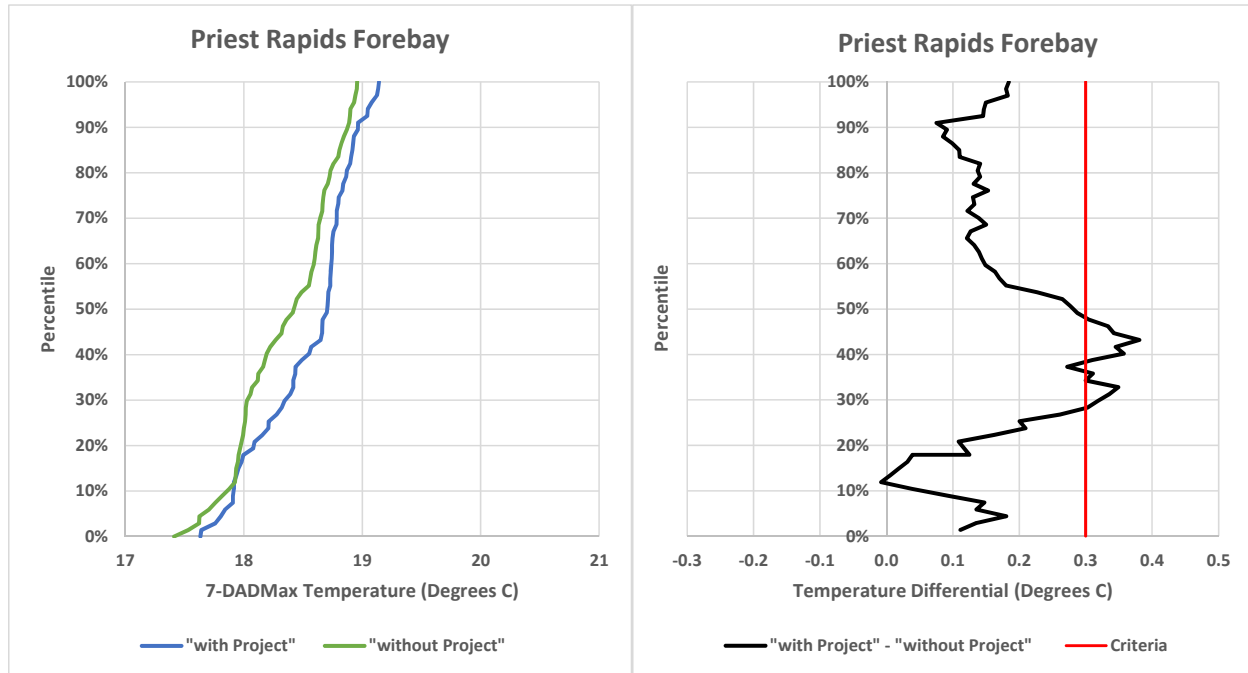 Priest Rapids Forebay
100%
90%
80%
70%
60%
50%
40%
30%
20%
10%
0%
Percentile
17 18 19 20 21
7-DADMax Temperature (Degrees C)
"with Project" "without Project"
Priest Rapids Forebay
100%
90%
80%
70%
60%
50%
40%
30%
20%
10%
0%
Percentile
-0.3 -0.2 -0.1 0.0 0.1 0.2 0.3 0.4 0.5
Temperature Differential (Degrees C)
"with Project" - "without Project" Criteria